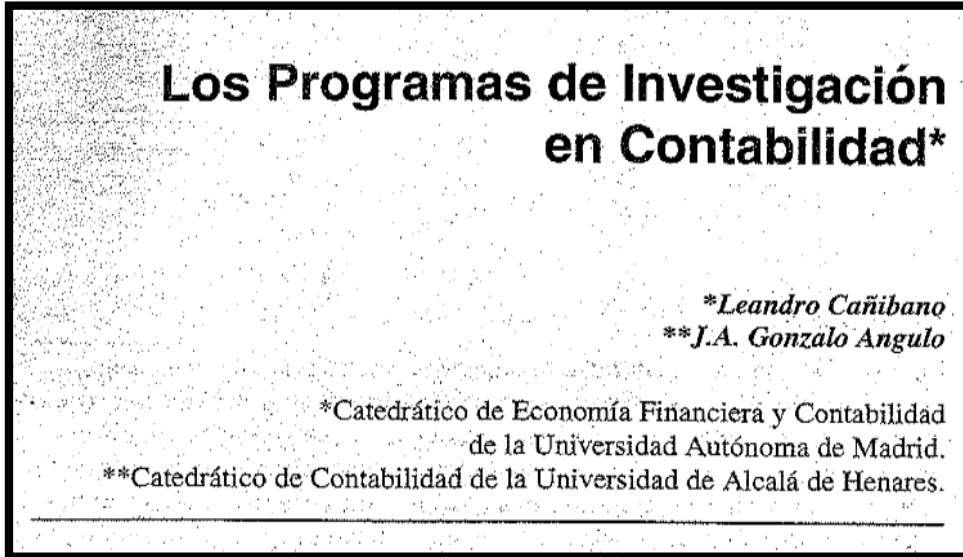 Los Programas de Investigación
en Contabilidad*
*Leandro Cañibano
**J.A. Gonzalo Angulo
*Catedrático de Economía Financiera y Contabilidad
de la Universidad Autónoma de Madrid.
**Catedrático de Contabilidad de la Universidad de Alcalá de Henares.